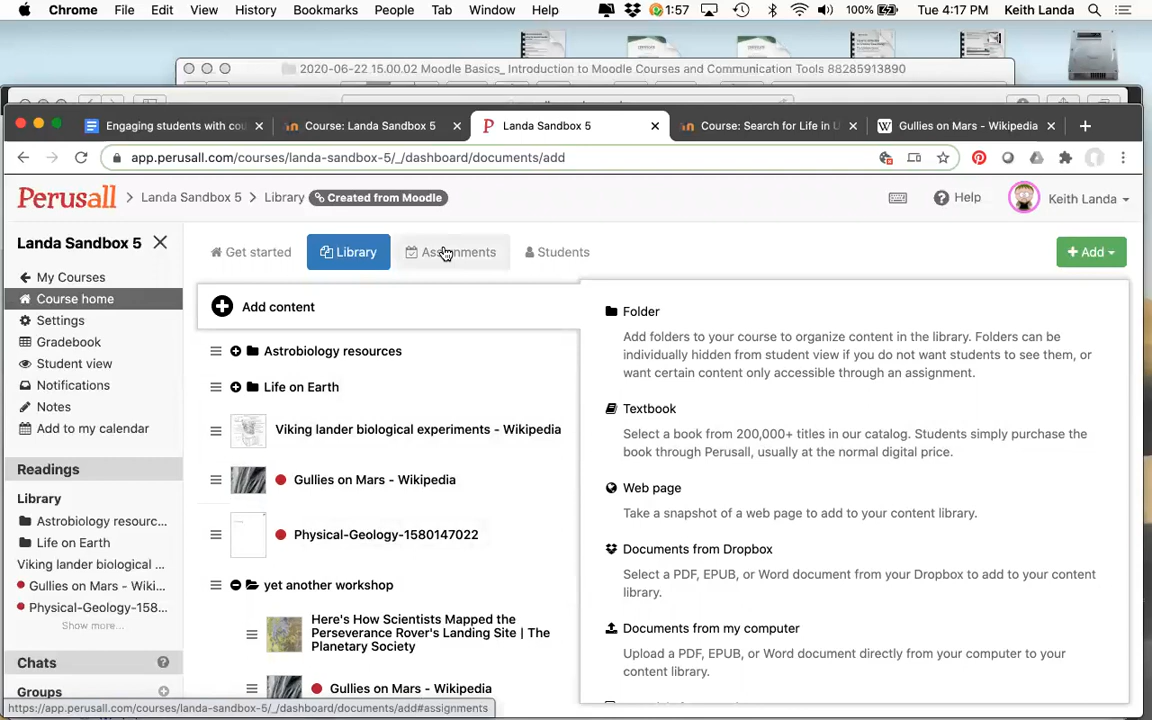 Chrome File Edit View History Bookmarks People Tab Window Help 1:57 100% Tue 4:17 PM Keith Landa
2020-06-22 15.00.02 Moodle Basics_ Introduction to Moodle Courses and Communication Tools 88285913890
Engaging students with cou Course: Landa Sandbox 5 Landa Sandbox 5 Course: Search for Life in U Gullies on Mars - Wikipedia
app.perusall.com/courses/landa-sandbox-5/_/dashboard/documents/add
Perusall Landa Sandbox 5 Library Created from Moodle Help Keith Landa
Landa Sandbox 5
My Courses
Course home
Settings
Gradebook
Student view
Notifications
Notes
Add to my calendar
Readings
Library
Astrobiology resourc...
Life on Earth
Viking lander biological ...
Gullies on Mars - Wiki...
Physical-Geology-158...
Show more...
Chats
Groups
Get started Library Assignments Students Add
Add content
Astrobiology resources
Life on Earth
Viking lander biological experiments - Wikipedia
Gullies on Mars - Wikipedia
Physical-Geology-1580147022
yet another workshop
Here's How Scientists Mapped the
Perseverance Rover's Landing Site | The
Planetary Society
Gullies on Mars - Wikipedia
Folder
Add folders to your course to organize content in the library. Folders can be
individually hidden from student view if you do not want students to see them, or
want certain content only accessible through an assignment.
Textbook
Select a book from 200,000+ titles in our catalog. Students simply purchase the
book through Perusall, usually at the normal digital price.
Web page
Take a snapshot of a web page to add to your content library.
Documents from Dropbox
Select a PDF, EPUB, or Word document from your Dropbox to add to your content
library.
Documents from my computer
Upload a PDF, EPUB, or Word document directly from your computer to your
content library.
https://app.perusall.com/courses/landa-sandbox-5/_/dashboard/documents/add#assignments